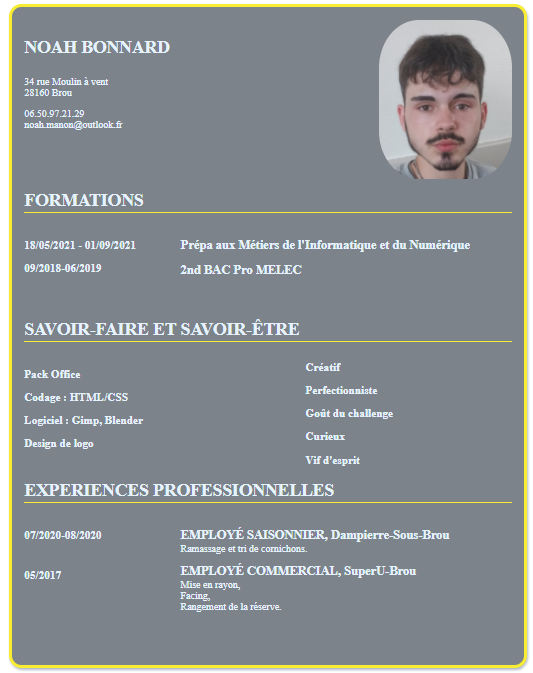 NOAH BONNARD
34 rue Moulin à vent
28160 Brou
06.50.97.21.29
noah.manon@outlook.fr
FORMATIONS
18/05/2021 - 01/09/2021 Prépa aux Métiers de l'Informatique et du Numérique
09/2018-06/2019 2nd BAC Pro MELEC
SAVOIR-FAIRE ET SAVOIR-ÊTRE
Pack Office
Codage : HTML/CSS
Logiciel : Gimp, Blender
Design de logo
Créatif
Perfectionniste
Goût du challenge
Curieux
Vif d'esprit
EXPERIENCES PROFESSIONNELLES
07/2020-08/2020 EMPLOYÉ SAISONNIER, Dampierre-Sous-Brou
Ramassage et tri de cornichons.
05/2017 EMPLOYÉ COMMERCIAL, SuperU-Brou
Mise en rayon,
Facing,
Rangement de la réserve.